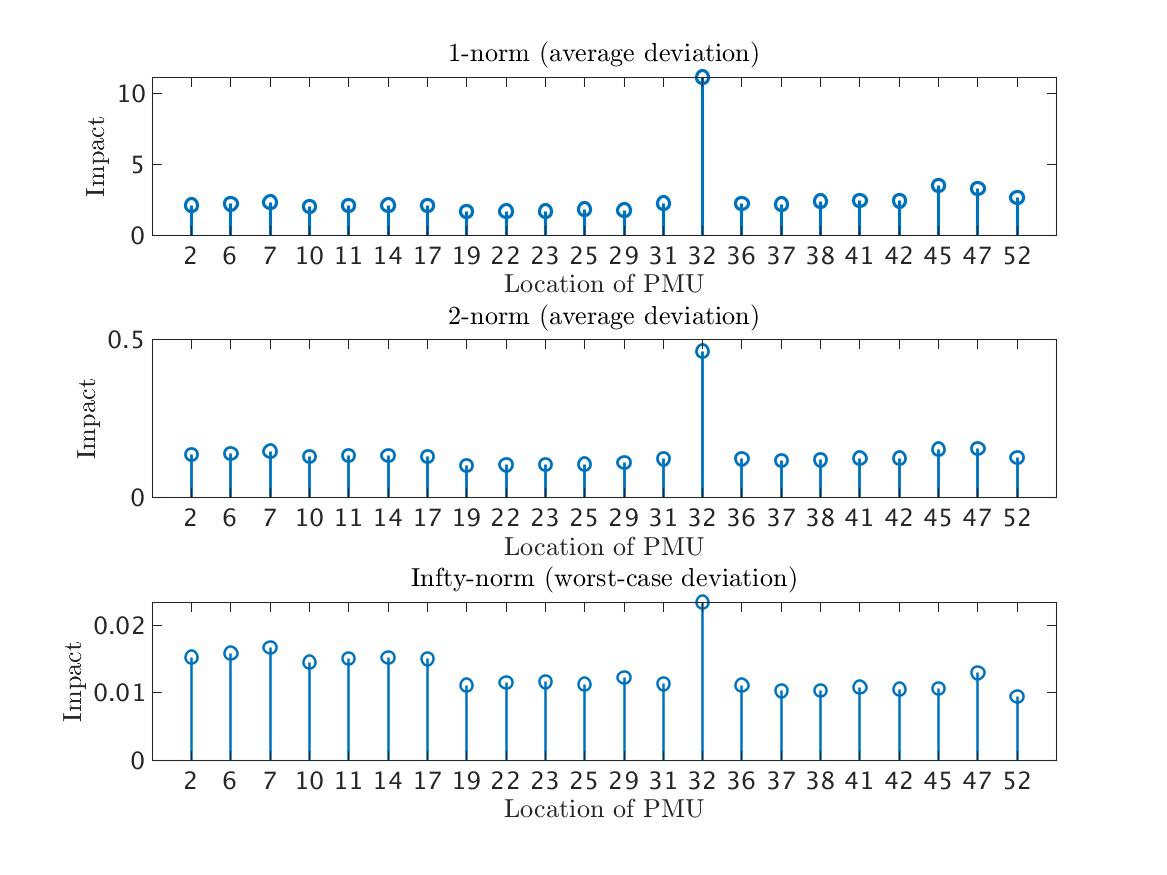 1-norm (average deviation)
10
5
0
Impact
2 6 7 10 11 14 17 19 22 23 25 29 31 32 36 37 38 41 42 45 47 52
Location of PMU
2-norm (average deviation)
0.5
0
Impact
2 6 7 10 11 14 17 19 22 23 25 29 31 32 36 37 38 41 42 45 47 52
Location of PMU
Infty-norm (worst-case deviation)
0.02
0.01
0
Impact
2 6 7 10 11 14 17 19 22 23 25 29 31 32 36 37 38 41 42 45 47 52
Location of PMU